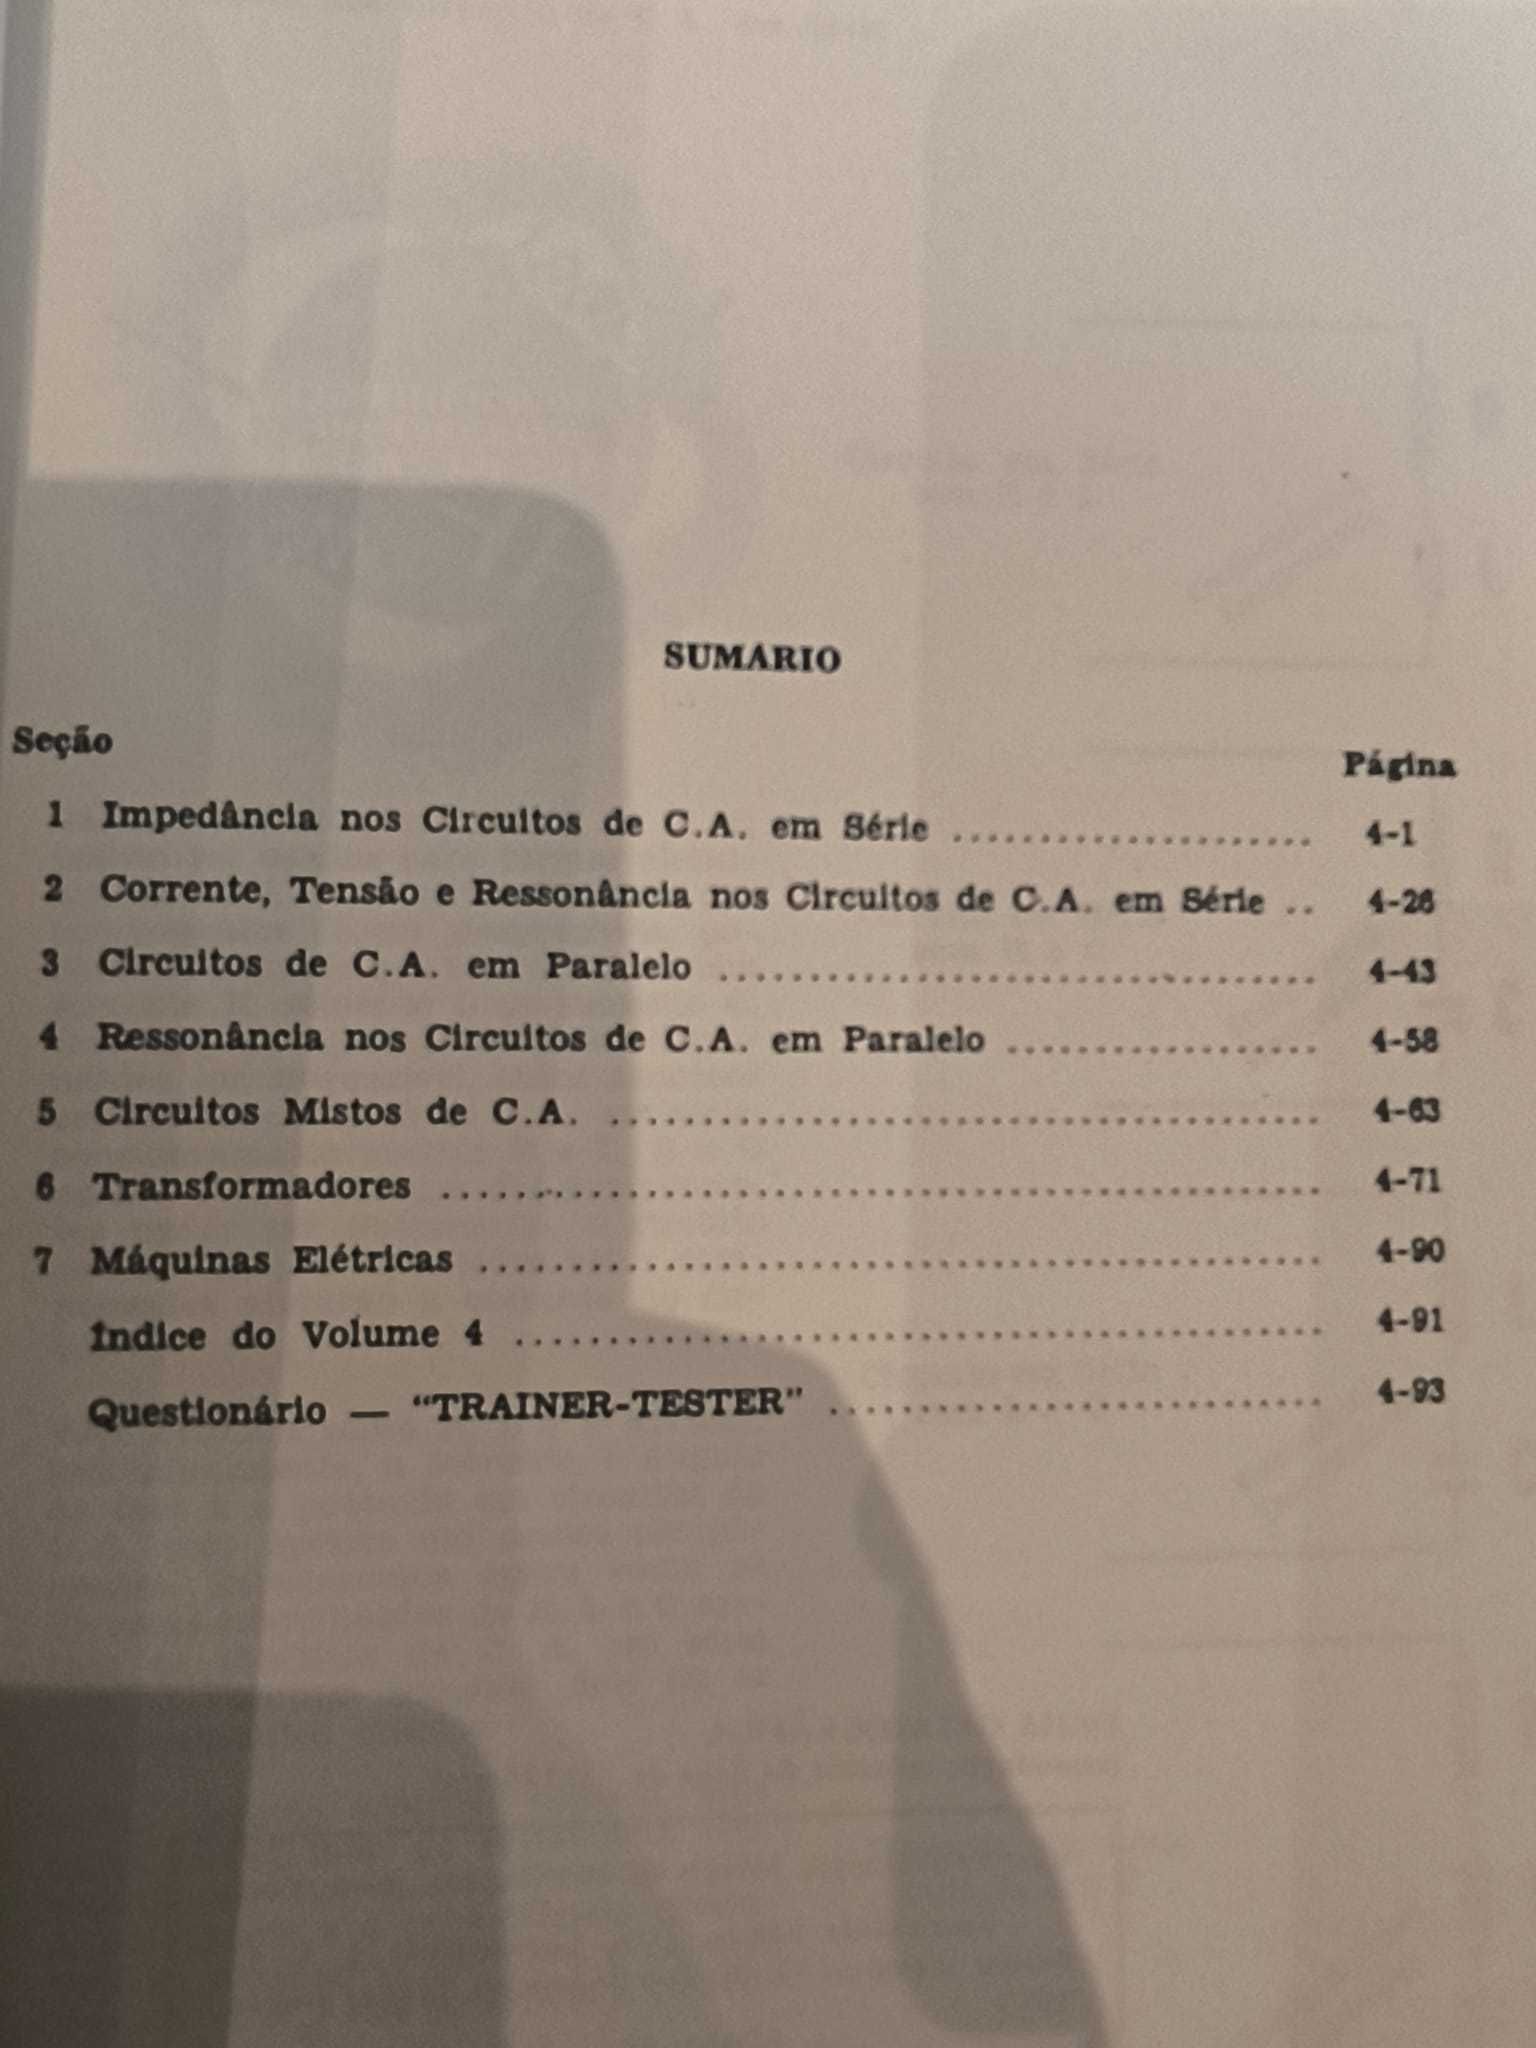 SUMÁRIO
Seção
Página
1 Impedância nos Circuitos de C.A. em Série ..................... 4-1
2 Corrente, Tensão e Ressonância nos Circuitos de C.A. em Série .. 4-26
3 Circuitos de C.A. em Paralelo ................................. 4-43
4 Ressonância nos Circuitos de C.A. em Paralelo ................. 4-58
5 Circuitos Mistos de C.A. ....................................... 4-63
6 Transformadores ................................................ 4-71
7 Máquinas Elétricas .............................................. 4-90
Índice do Volume 4 ............................................. 4-91
Questionário — "TRAINER-TESTER" ........................... 4-93